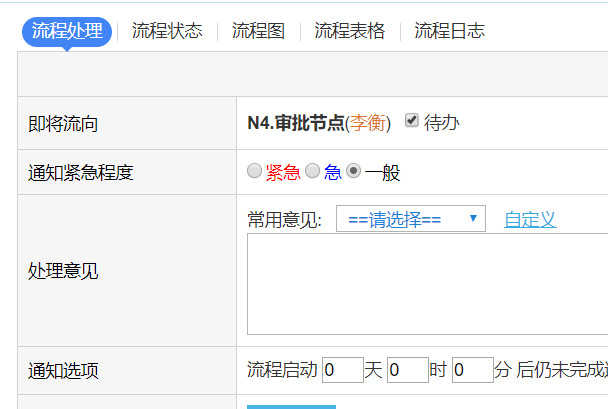 流程处理 流程状态 流程图 流程表格 流程日志
即将流向 N4.审批节点(李衡) 待办
通知紧急程度 紧急 急 一般
常用意见: ==请选择== 自定义
处理意见
通知选项 流程启动 0 天 0 时 0 分 后仍未完成